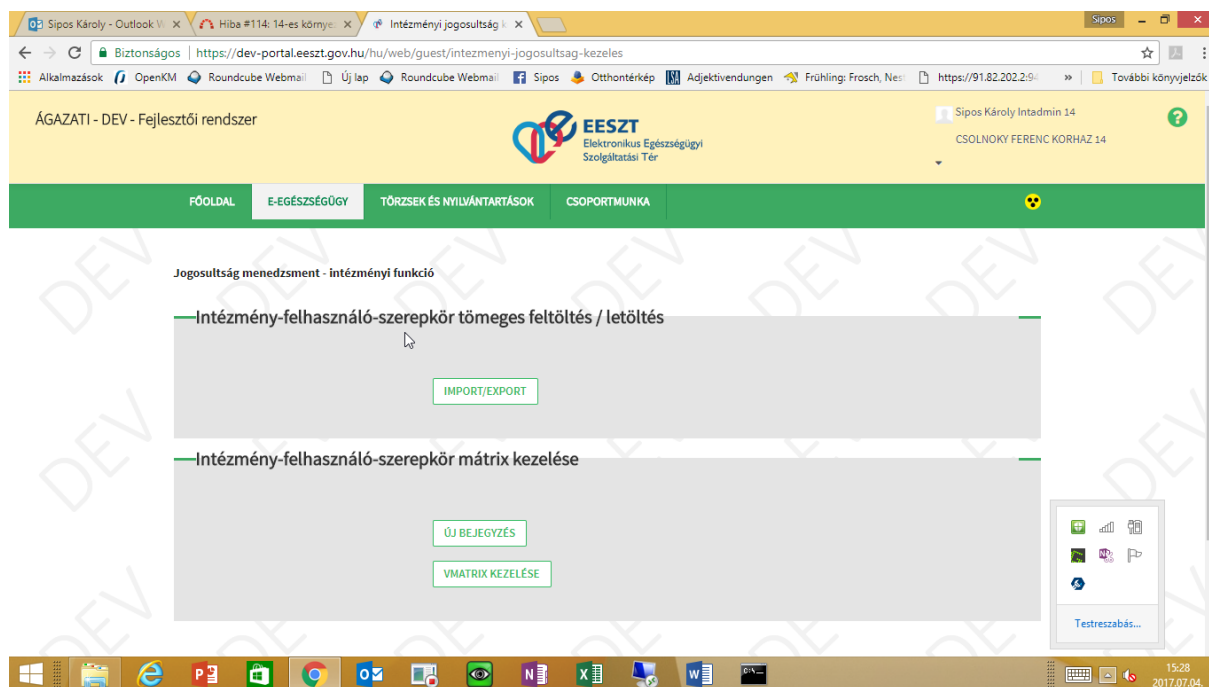 Sipos Károly - Outlook W
Hiba #114: 14-es környe
Intézményi jogosultság k
Sipos
Biztonságos
https://dev-portal.eeszt.gov.hu/hu/web/guest/intezmenyi-jogosultsag-kezeles
Alkalmazások
OpenKM
Roundcube Webmail
Új lap
Roundcube Webmail
Sipos
Otthontérkép
Adjektivendungen
Frühling: Frosch, Nes
https://91.82.202.2:94
»
További könyvjelzők
ÁGAZATI - DEV - Fejlesztői rendszer
EESZT
Elektronikus Egészségügyi
Szolgáltatási Tér
Sipos Károly Intadmin 14
CSOLNOKY FERENC KORHAZ 14
FŐOLDAL
E-EGÉSZSÉGÜGY
TÖRZSEK ÉS NYILVÁNTARTÁSOK
CSOPORTMUNKA
Jogosultság menedzsment - intézményi funkció
Intézmény-felhasználó-szerepkör tömeges feltöltés / letöltés
IMPORT/EXPORT
Intézmény-felhasználó-szerepkör mátrix kezelése
ÚJ BEJEGYZÉS
VMATRIX KEZELÉSE
DEV
Testreszabás...
15:28
2017.07.04.